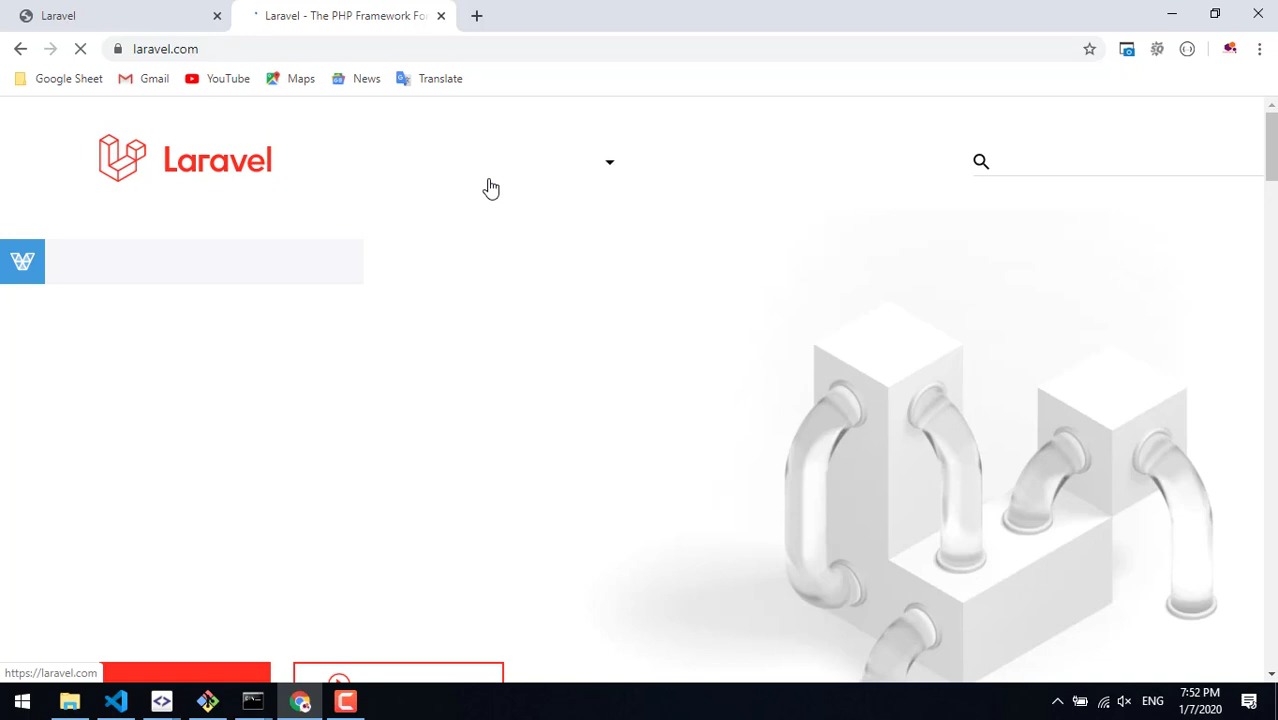 Laravel
Laravel - The PHP Framework For
laravel.com
Google Sheet
Gmail
YouTube
Maps
News
Translate
Laravel
https://laravel.com
ENG
7:52 PM
1/7/2020